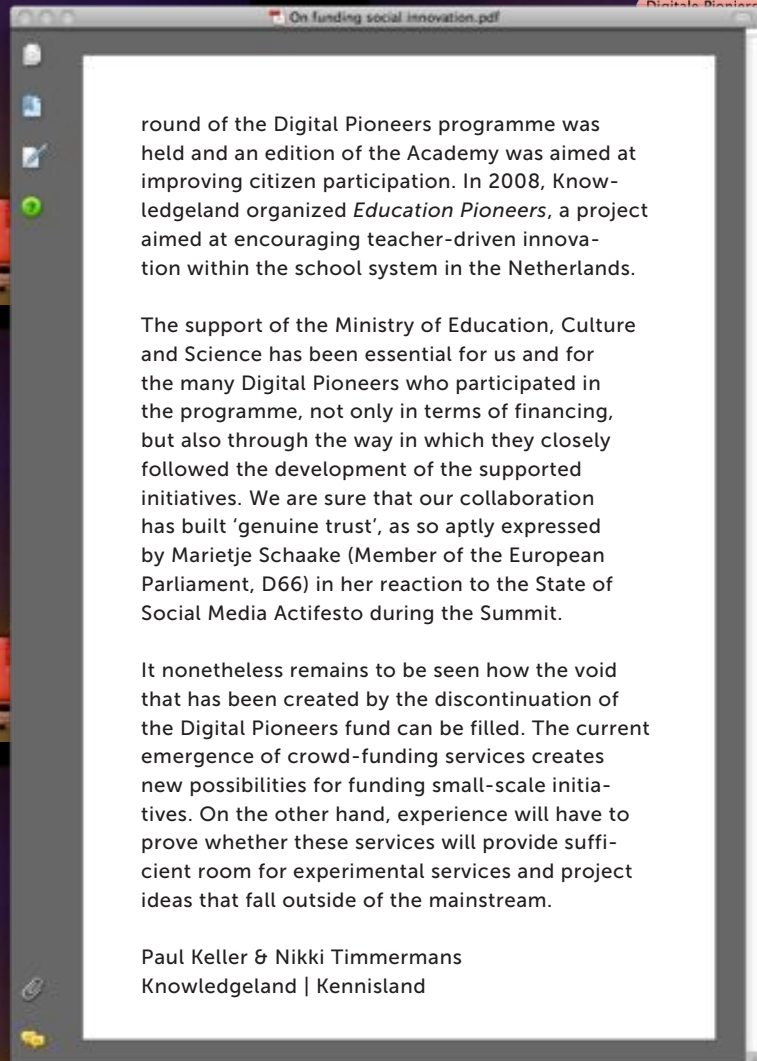 Digitale Pioniers
On funding social innovation.pdf
round of the Digital Pioneers programme was
held and an edition of the Academy was aimed at
improving citizen participation. In 2008, Know-
ledgeland organized Education Pioneers, a project
aimed at encouraging teacher-driven innova-
tion within the school system in the Netherlands.
The support of the Ministry of Education, Culture
and Science has been essential for us and for
the many Digital Pioneers who participated in
the programme, not only in terms of financing,
but also through the way in which they closely
followed the development of the supported
initiatives. We are sure that our collaboration
has built ‘genuine trust’, as so aptly expressed
by Marietje Schaake (Member of the European
Parliament, D66) in her reaction to the State of
Social Media Actifesto during the Summit.
It nonetheless remains to be seen how the void
that has been created by the discontinuation of
the Digital Pioneers fund can be filled. The current
emergence of crowd-funding services creates
new possibilities for funding small-scale initia-
tives. On the other hand, experience will have to
prove whether these services will provide suffi-
cient room for experimental services and project
ideas that fall outside of the mainstream.
Paul Keller & Nikki Timmermans
Knowledgeland | Kennisland